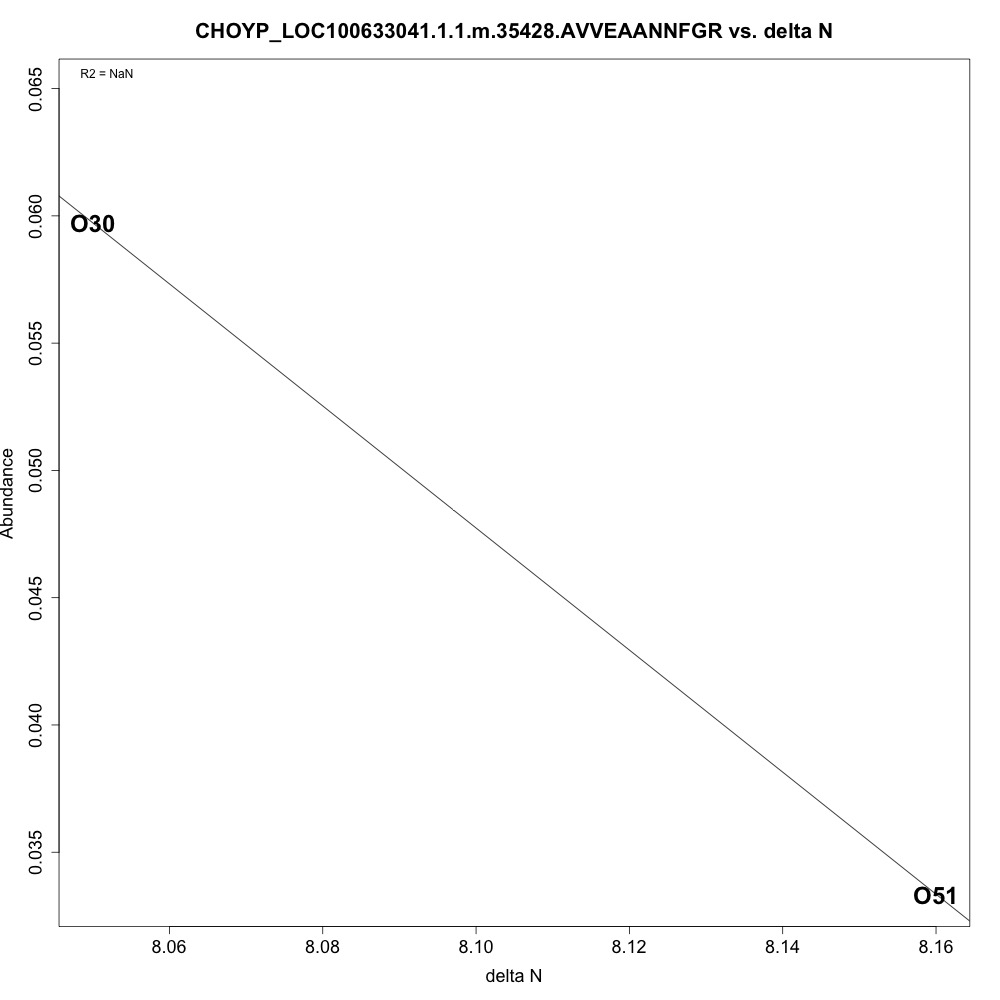 CHOYP_LOC100633041.1.1.m.35428.AVVEAANNFGR vs. delta N
R2 = NaN
0.065
0.060
0.055
0.050
0.045
0.040
0.035
Abundance
O30
O51
8.06 8.08 8.10 8.12 8.14 8.16
delta N